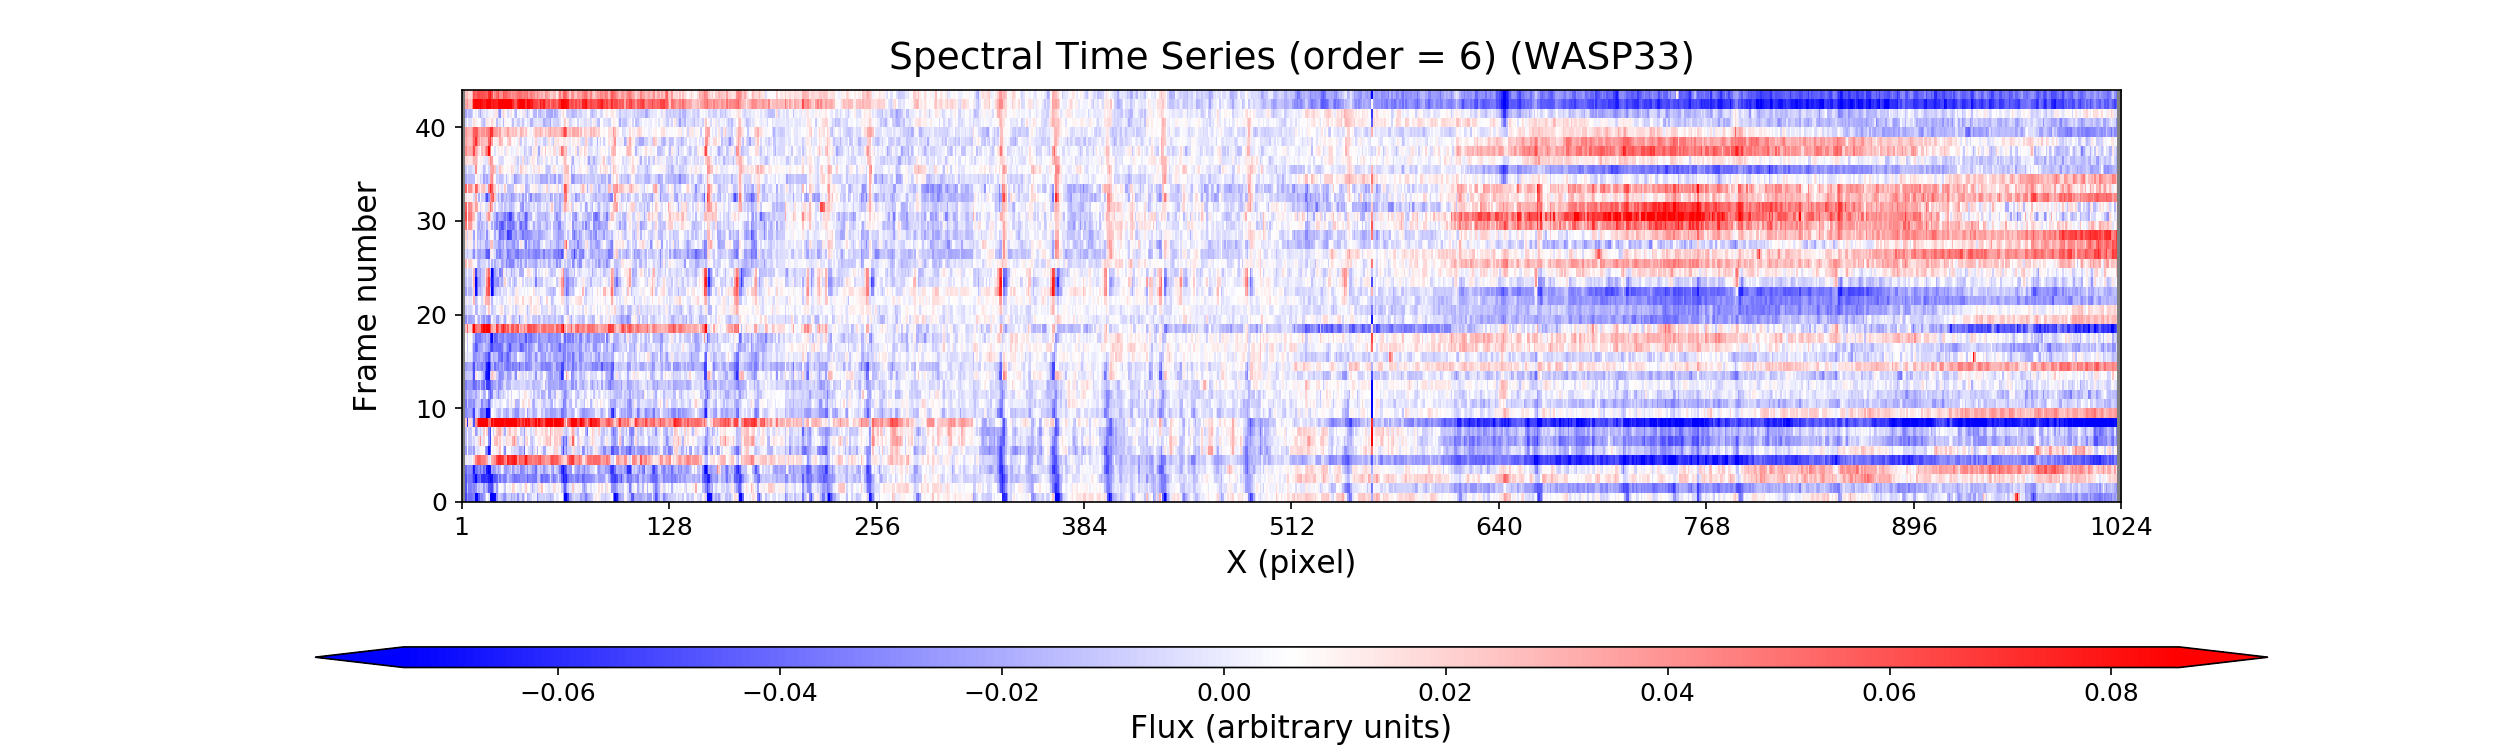 Spectral Time Series (order = 6) (WASP33)
Frame number
40
30
20
10
0
1 128 256 384 512 640 768 896 1024
X (pixel)
−0.06 −0.04 −0.02 0.00 0.02 0.04 0.06 0.08
Flux (arbitrary units)